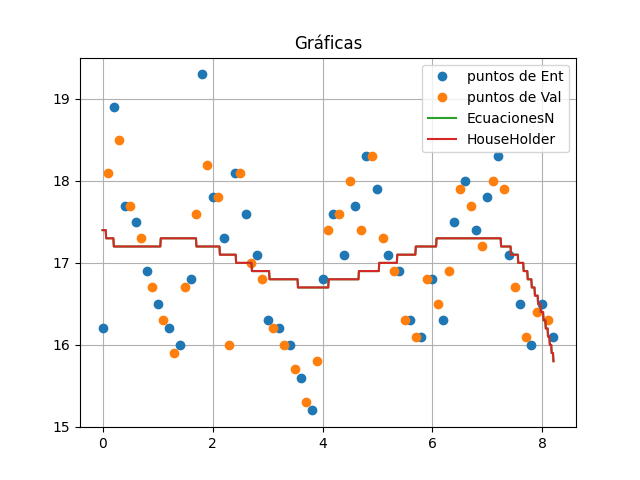 Gráficas
puntos de Ent
puntos de Val
EcuacionesN
HouseHolder
19
18
17
16
15
0 2 4 6 8